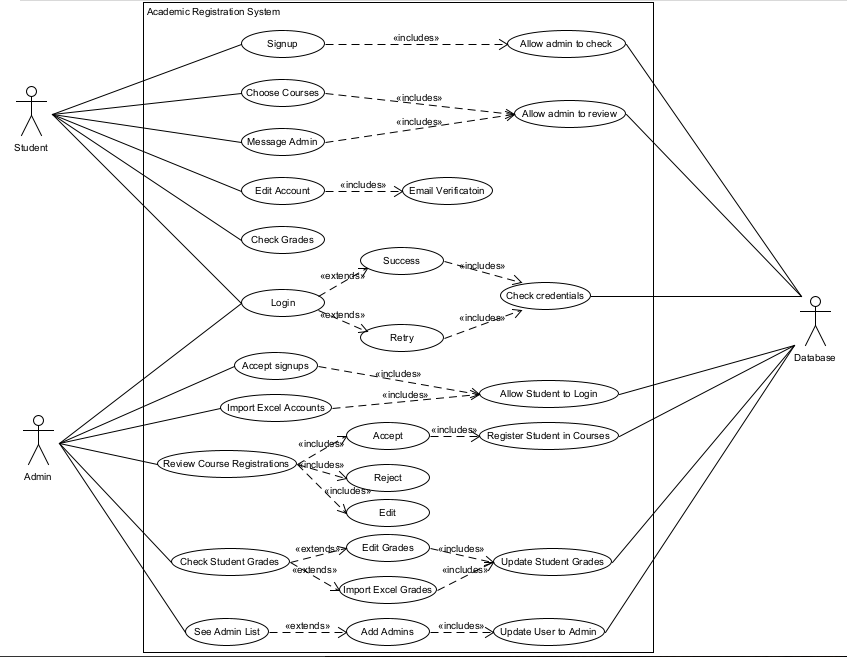 Academic Registration System
Signup
«includes»
Allow admin to check
Choose Courses
«includes»
Allow admin to review
«includes»
Message Admin
Student
Edit Account
«includes»
Email Verificatoin
Check Grades
Success
«includes»
«extends»
Login
Check credentials
«extends»
«includes»
Retry
Database
Accept signups
«includes»
Allow Student to Login
«includes»
Import Excel Accounts
Accept
«includes»
Register Student in Courses
«includes»
Review Course Registrations
«includes»
Reject
«includes»
Edit
Admin
Edit Grades
«extends»
«includes»
Check Student Grades
Update Student Grades
«extends»
«includes»
Import Excel Grades
See Admin List
«extends»
Add Admins
«includes»
Update User to Admin